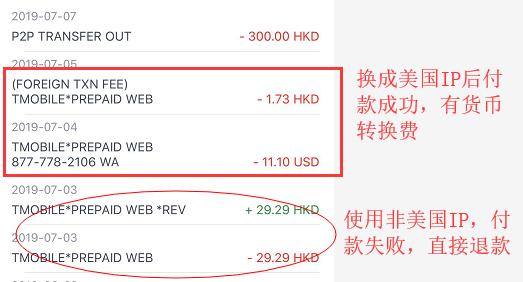 2019-07-07
P2P TRANSFER OUT - 300.00 HKD
2019-07-05
(FOREIGN TXN FEE)
TMOBILE*PREPAID WEB - 1.73 HKD
2019-07-04
TMOBILE*PREPAID WEB
877-778-2106 WA - 11.10 USD
换成美国IP后付
款成功，有货币
转换费
2019-07-03
TMOBILE*PREPAID WEB *REV + 29.29 HKD
2019-07-03
TMOBILE*PREPAID WEB - 29.29 HKD
使用非美国IP，付
款失败，直接退款